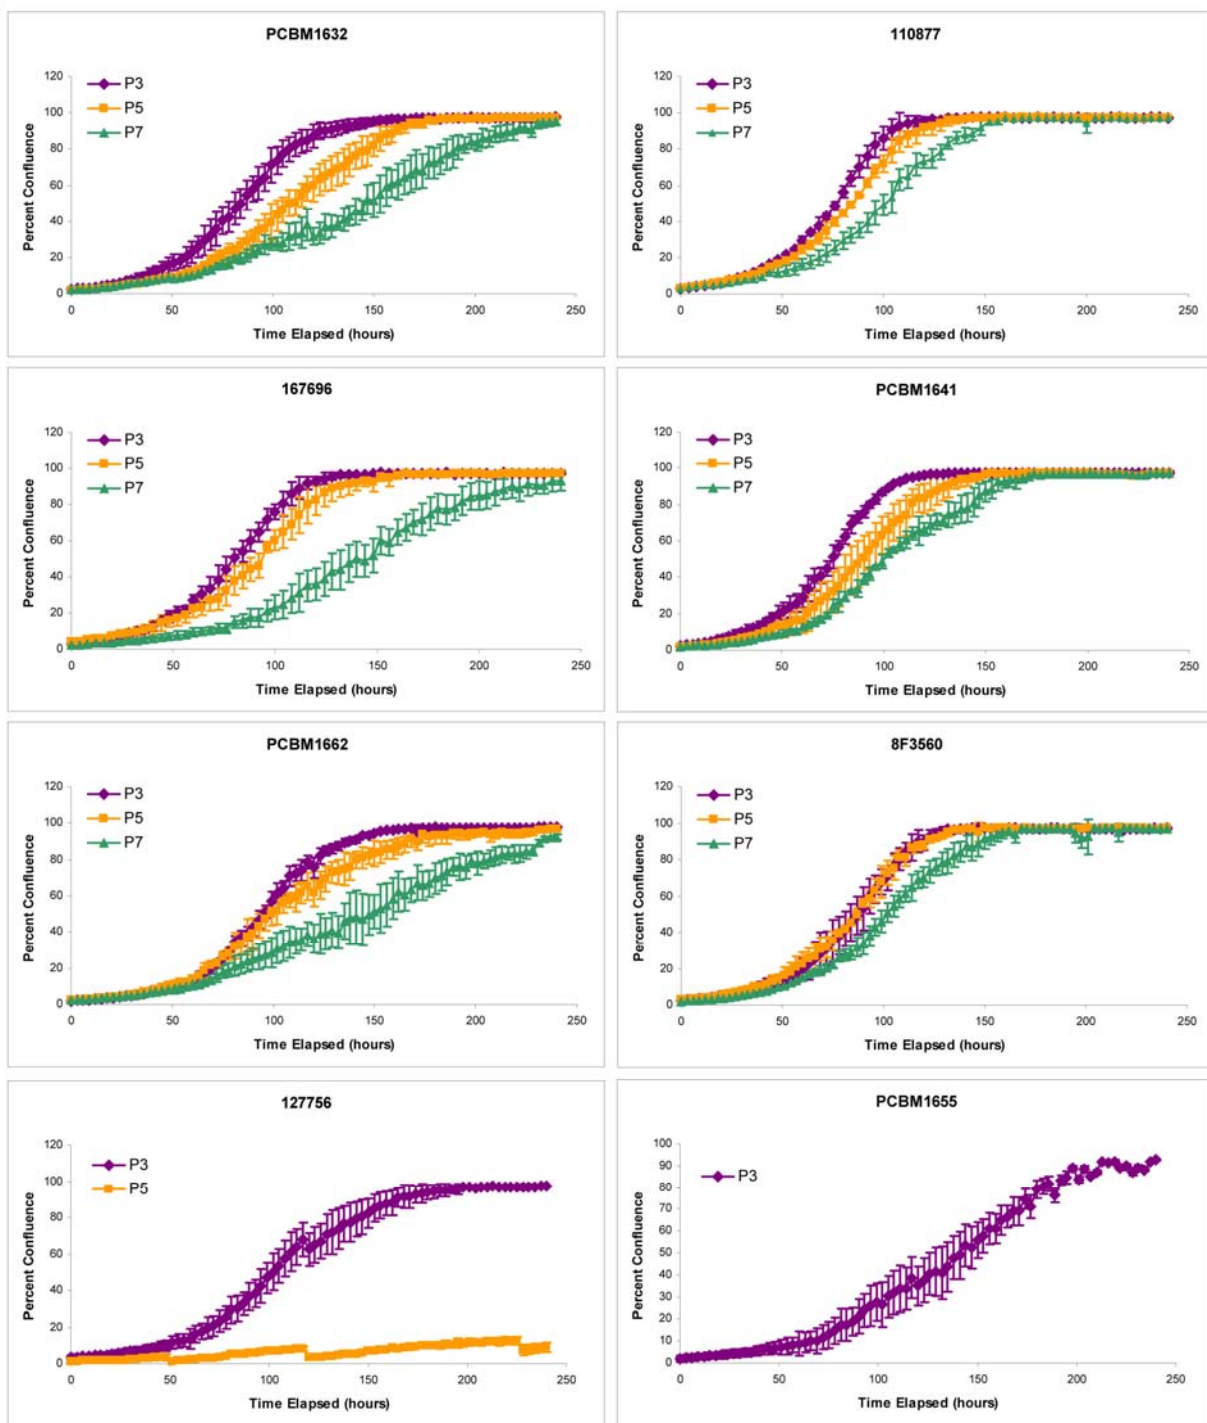 PCBM1632
P3
P5
P7
120
100
80
60
40
20
0
Percent Confluence
0 50 100 150 200 250
Time Elapsed (hours)
110877
P3
P5
P7
120
100
80
60
40
20
0
Percent Confluence
0 50 100 150 200 250
Time Elapsed (hours)
167696
P3
P5
P7
120
100
80
60
40
20
0
Percent Confluence
0 50 100 150 200 250
Time Elapsed (hours)
PCBM1641
P3
P5
P7
120
100
80
60
40
20
0
Percent Confluence
0 50 100 150 200 250
Time Elapsed (hours)
PCBM1662
P3
P5
P7
120
100
80
60
40
20
0
Percent Confluence
0 50 100 150 200 250
Time Elapsed (hours)
8F3560
P3
P5
P7
120
100
80
60
40
20
0
Percent Confluence
0 50 100 150 200 250
Time Elapsed (hours)
127756
P3
P5
120
100
80
60
40
20
0
Percent Confluence
0 50 100 150 200 250
Time Elapsed (hours)
PCBM1655
P3
100
90
80
70
60
50
40
30
20
10
0
Percent Confluence
0 50 100 150 200 250
Time Elapsed (hours)